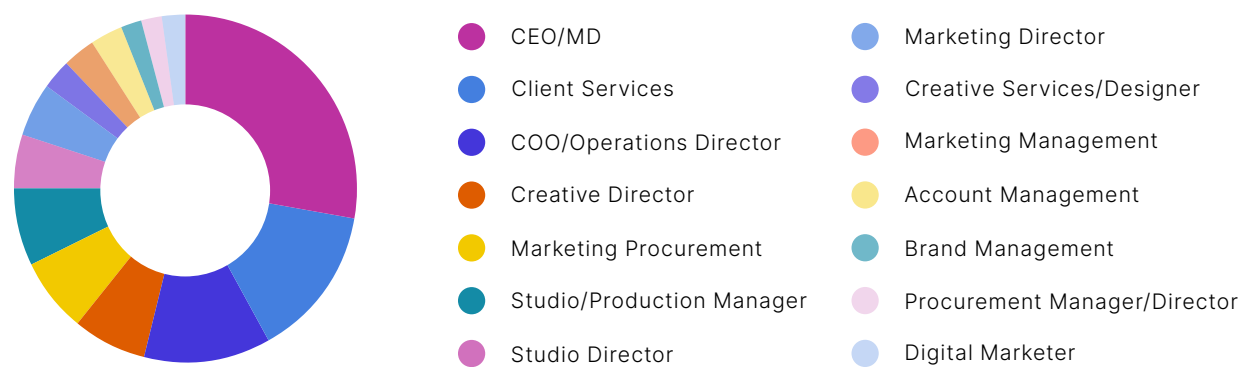 CEO/MD
Client Services
COO/Operations Director
Creative Director
Marketing Procurement
Studio/Production Manager
Studio Director
Marketing Director
Creative Services/Designer
Marketing Management
Account Management
Brand Management
Procurement Manager/Director
Digital Marketer